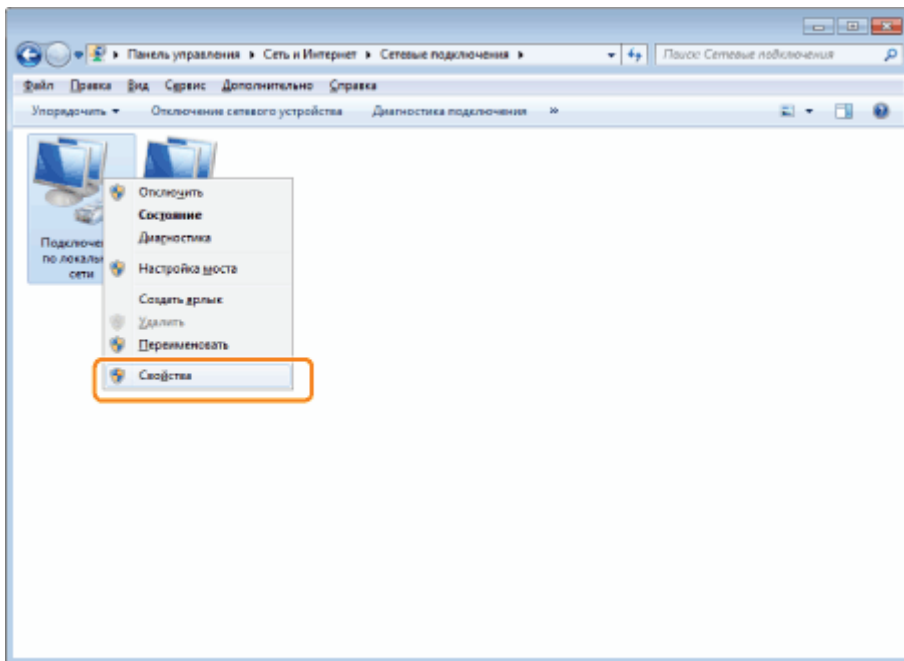 Панель управления ▸ Сеть и Интернет ▸ Сетевые подключения ▸
Поиск: Сетевые подключения
Файл Правка Вид Сервис Дополнительно Справка
Упорядочить ▾ Отключение сетевого устройства Диагностика подключения »
Подключе
по локаль
сети
Отключить
Состояние
Диагностика
Настройка моста
Создать ярлык
Удалить
Переименовать
Свойства